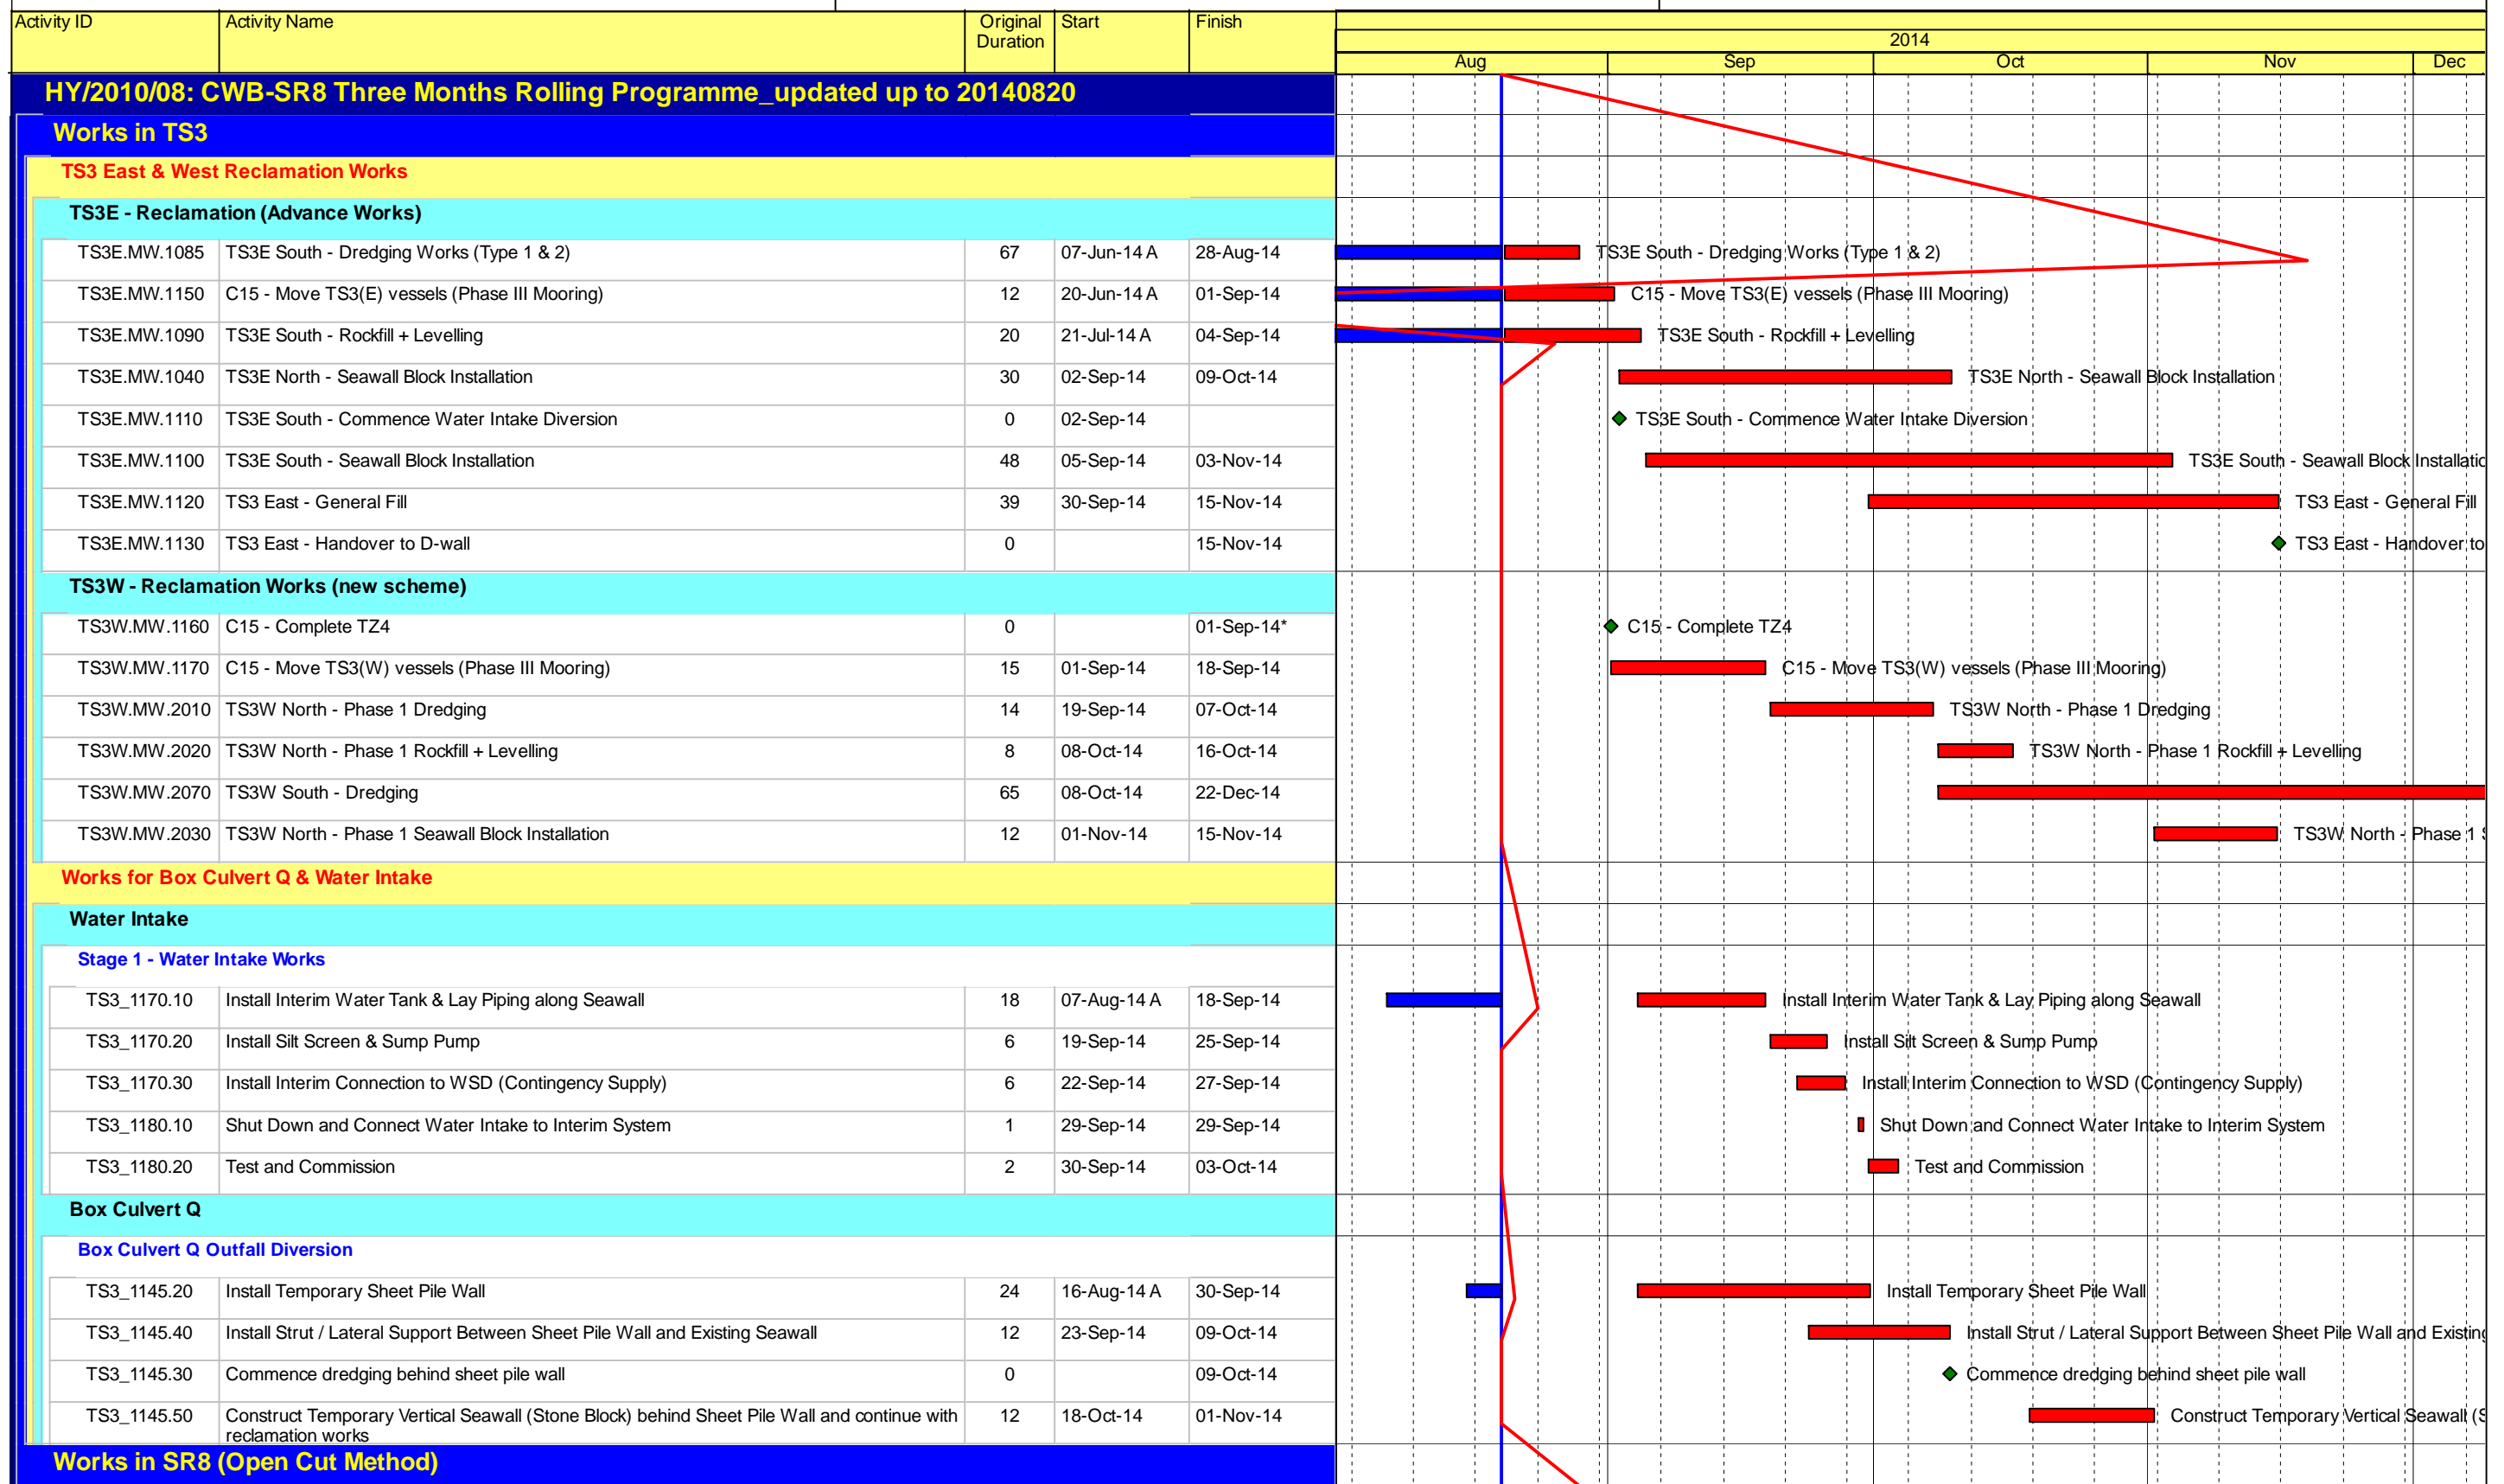 Activity ID Activity Name Original Duration Start Finish
2014
Aug Sep Oct Nov Dec
HY/2010/08: CWB-SR8 Three Months Rolling Programme_updated up to 20140820
Works in TS3
TS3 East & West Reclamation Works
TS3E - Reclamation (Advance Works)
TS3E.MW.1085 TS3E South - Dredging Works (Type 1 & 2) 67 07-Jun-14 A 28-Aug-14 TS3E South - Dredging Works (Type 1 & 2)
TS3E.MW.1150 C15 - Move TS3(E) vessels (Phase III Mooring) 12 20-Jun-14 A 01-Sep-14 C15 - Move TS3(E) vessels (Phase III Mooring)
TS3E.MW.1090 TS3E South - Rockfill + Levelling 20 21-Jul-14 A 04-Sep-14 TS3E South - Rockfill + Levelling
TS3E.MW.1040 TS3E North - Seawall Block Installation 30 02-Sep-14 09-Oct-14 TS3E North - Seawall Block Installation
TS3E.MW.1110 TS3E South - Commence Water Intake Diversion 0 02-Sep-14 TS3E South - Commence Water Intake Diversion
TS3E.MW.1100 TS3E South - Seawall Block Installation 48 05-Sep-14 03-Nov-14 TS3E South - Seawall Block Installatio
TS3E.MW.1120 TS3 East - General Fill 39 30-Sep-14 15-Nov-14 TS3 East - General Fill
TS3E.MW.1130 TS3 East - Handover to D-wall 0 15-Nov-14 TS3 East - Handover to
TS3W - Reclamation Works (new scheme)
TS3W.MW.1160 C15 - Complete TZ4 0 01-Sep-14* C15 - Complete TZ4
TS3W.MW.1170 C15 - Move TS3(W) vessels (Phase III Mooring) 15 01-Sep-14 18-Sep-14 C15 - Move TS3(W) vessels (Phase III Mooring)
TS3W.MW.2010 TS3W North - Phase 1 Dredging 14 19-Sep-14 07-Oct-14 TS3W North - Phase 1 Dredging
TS3W.MW.2020 TS3W North - Phase 1 Rockfill + Levelling 8 08-Oct-14 16-Oct-14 TS3W North - Phase 1 Rockfill + Levelling
TS3W.MW.2070 TS3W South - Dredging 65 08-Oct-14 22-Dec-14
TS3W.MW.2030 TS3W North - Phase 1 Seawall Block Installation 12 01-Nov-14 15-Nov-14 TS3W North - Phase 1
Works for Box Culvert Q & Water Intake
Water Intake
Stage 1 - Water Intake Works
TS3_1170.10 Install Interim Water Tank & Lay Piping along Seawall 18 07-Aug-14 A 18-Sep-14 Install Interim Water Tank & Lay Piping along Seawall
TS3_1170.20 Install Silt Screen & Sump Pump 6 19-Sep-14 25-Sep-14 Install Silt Screen & Sump Pump
TS3_1170.30 Install Interim Connection to WSD (Contingency Supply) 6 22-Sep-14 27-Sep-14 Install Interim Connection to WSD (Contingency Supply)
TS3_1180.10 Shut Down and Connect Water Intake to Interim System 1 29-Sep-14 29-Sep-14 Shut Down and Connect Water Intake to Interim System
TS3_1180.20 Test and Commission 2 30-Sep-14 03-Oct-14 Test and Commission
Box Culvert Q
Box Culvert Q Outfall Diversion
TS3_1145.20 Install Temporary Sheet Pile Wall 24 16-Aug-14 A 30-Sep-14 Install Temporary Sheet Pile Wall
TS3_1145.40 Install Strut / Lateral Support Between Sheet Pile Wall and Existing Seawall 12 23-Sep-14 09-Oct-14 Install Strut / Lateral Support Between Sheet Pile Wall and Existing
TS3_1145.30 Commence dredging behind sheet pile wall 0 09-Oct-14 Commence dredging behind sheet pile wall
TS3_1145.50 Construct Temporary Vertical Seawall (Stone Block) behind Sheet Pile Wall and continue with 12 18-Oct-14 01-Nov-14 Construct Temporary Vertical Seawall (S
reclamation works
Works in SR8 (Open Cut Method)